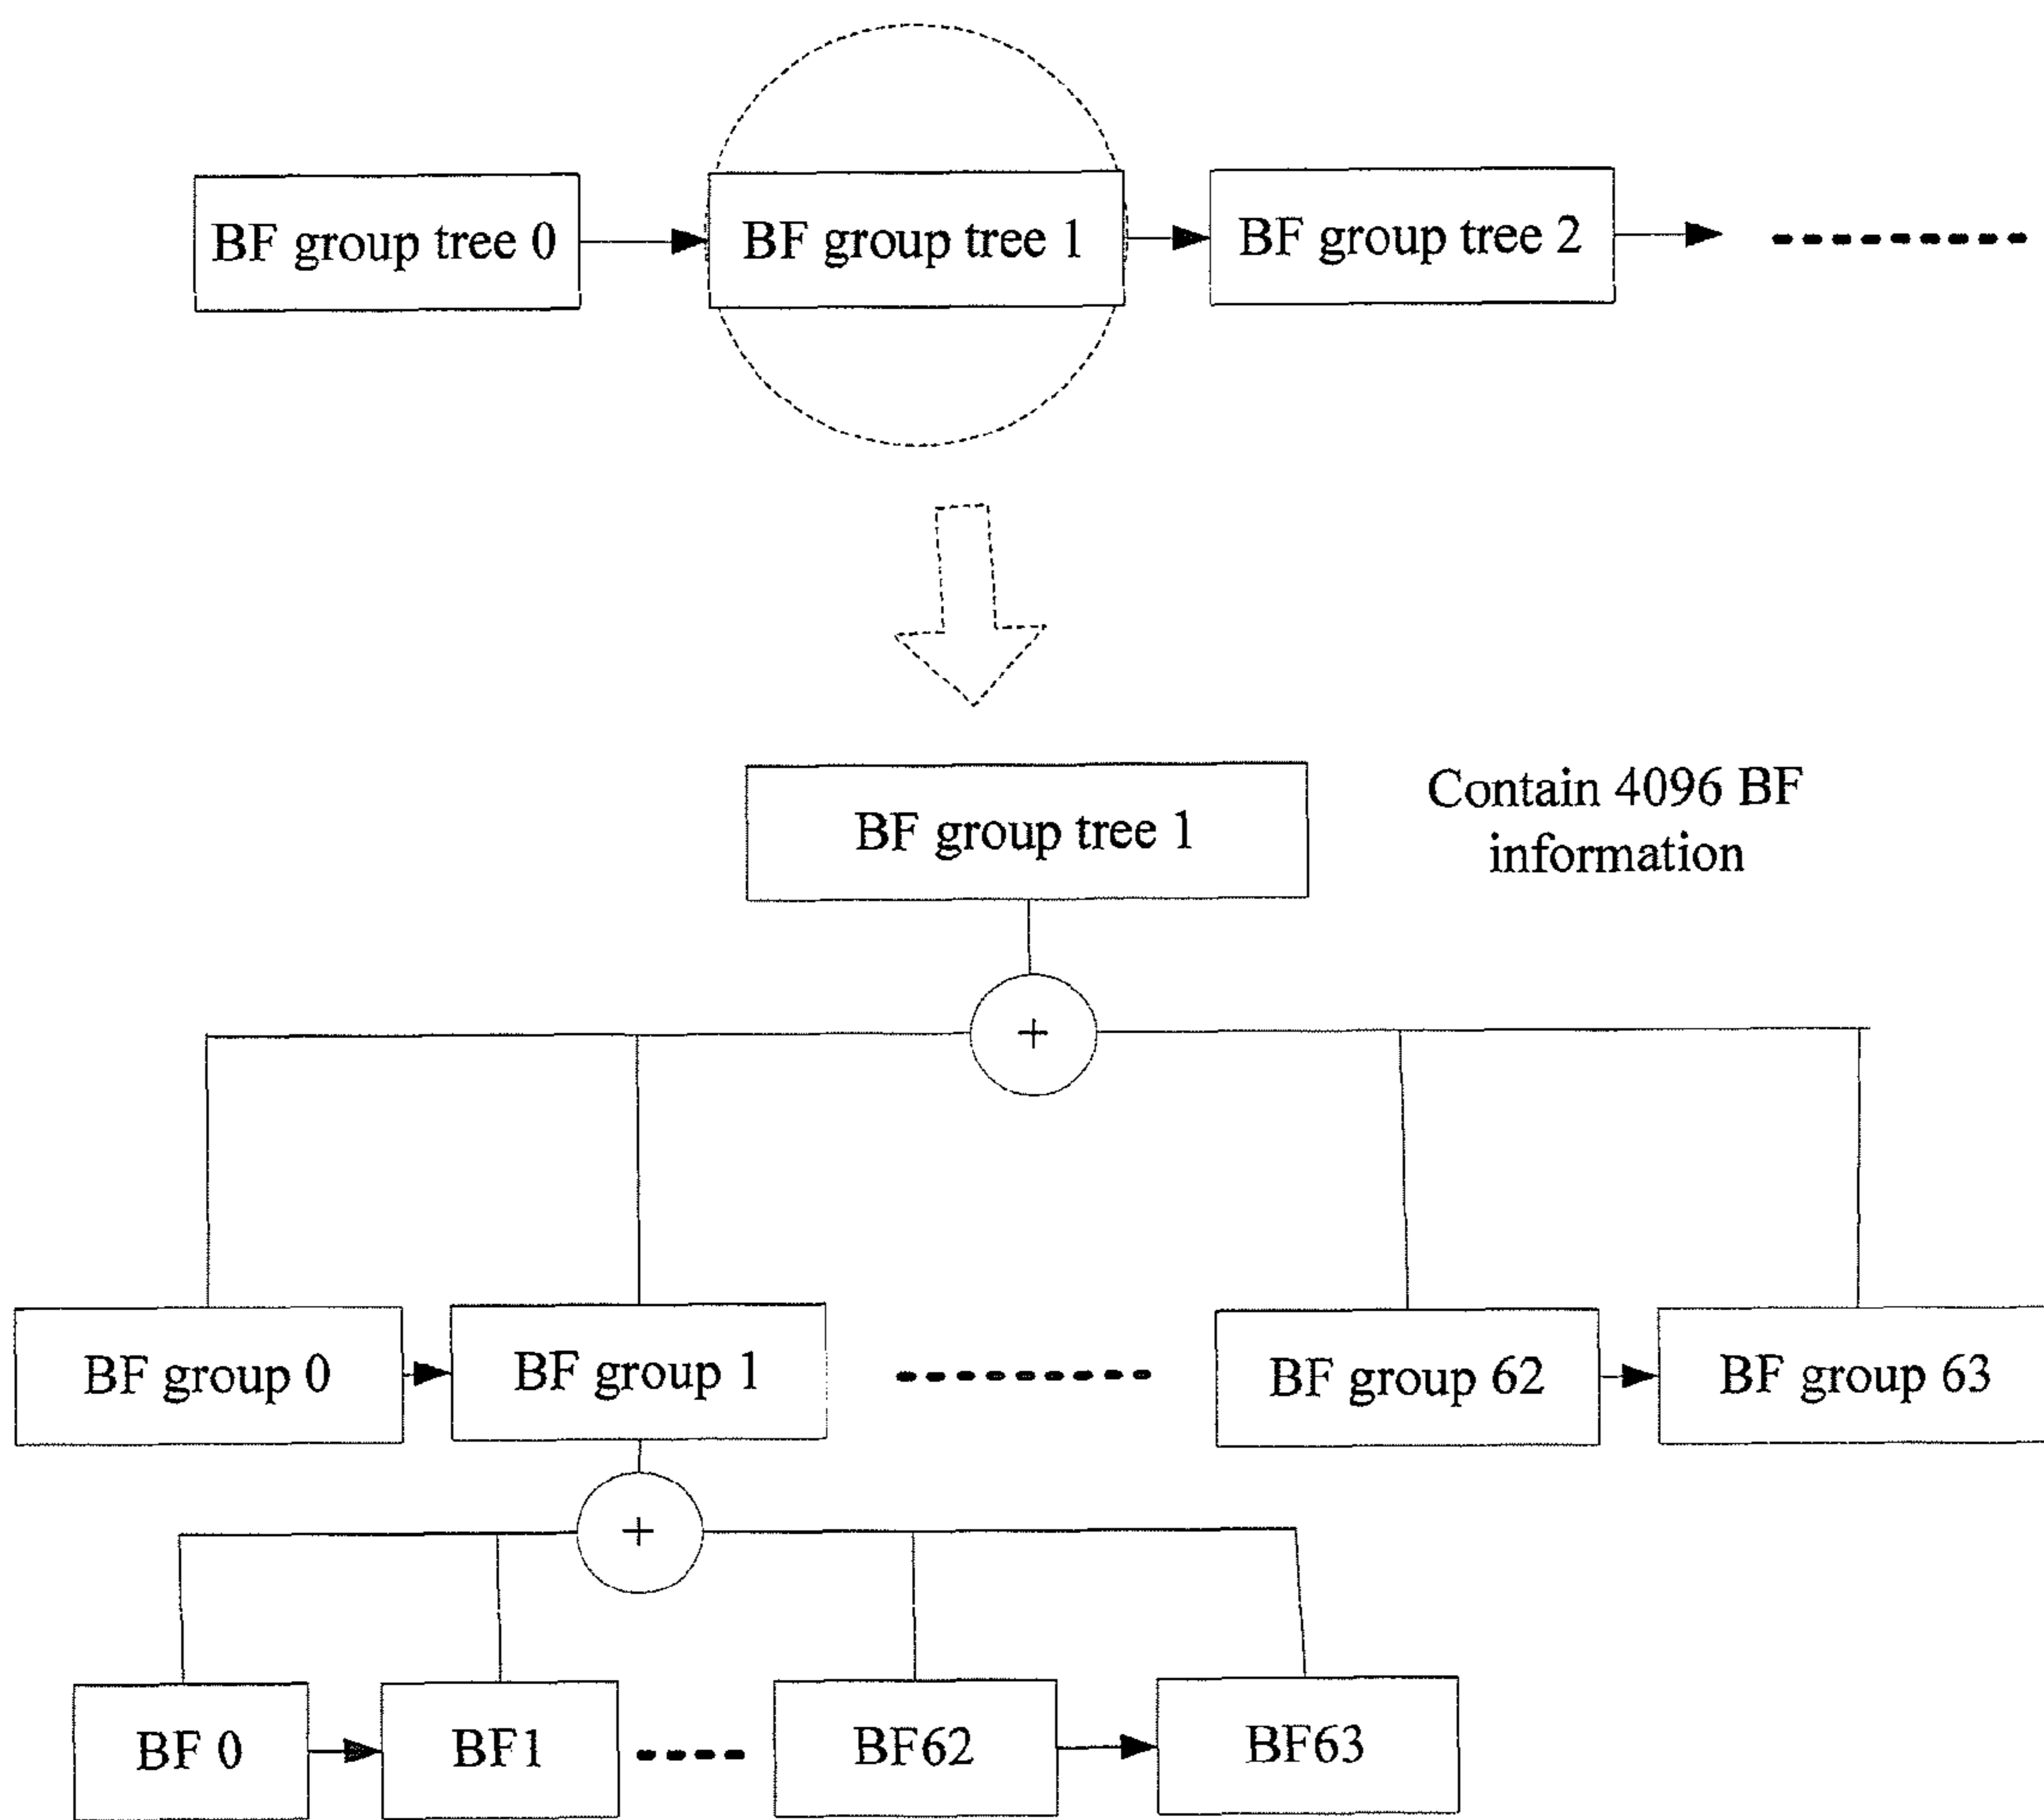 BF group tree 0
BF group tree 1
BF group tree 2
BF group tree 1
Contain 4096 BF
information
+
BF group 0
BF group 1
BF group 62
BF group 63
+
BF 0
BF1
BF62
BF63